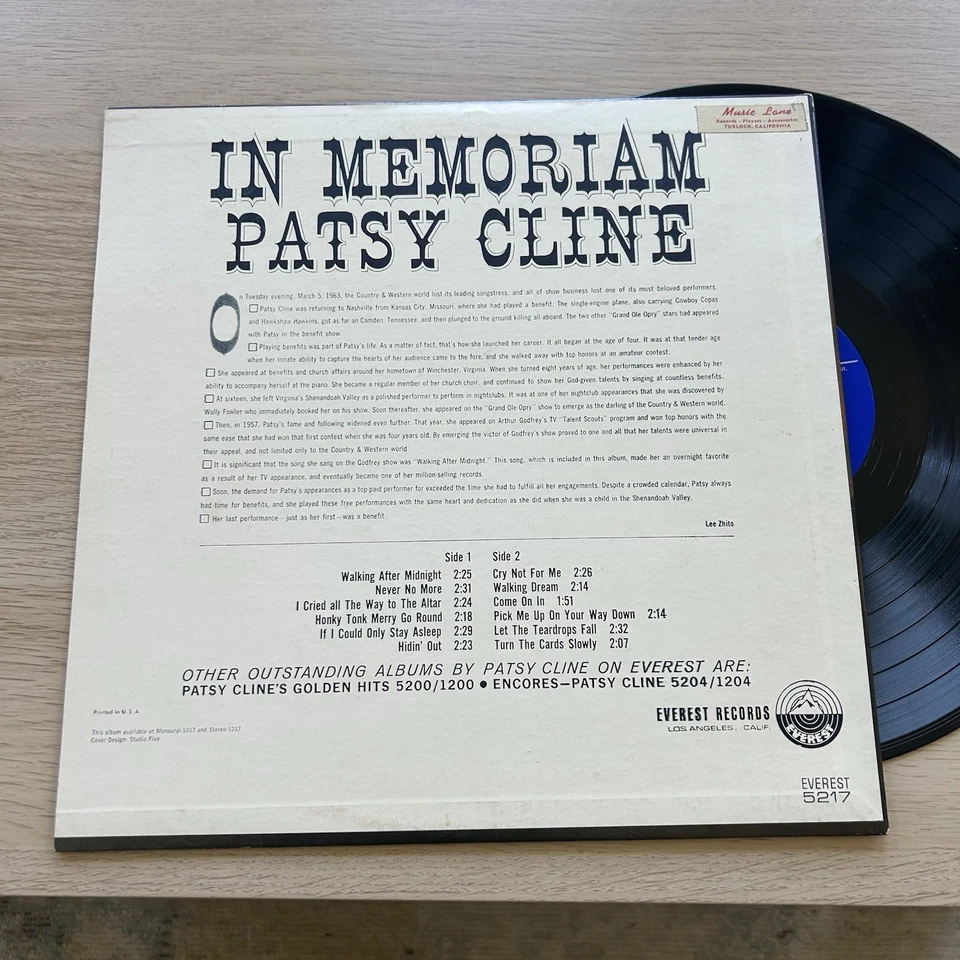 Music Lane
Records - Players - Accessories
TURLOCK, CALIFORNIA
IN MEMORIAM
PATSY CLINE
On Tuesday evening, March 5, 1963, the Country & Western world lost its leading songstress, and all of show business lost one of its most beloved performers.
Patsy Cline was returning to Nashville from Kansas City, Missouri, where she had played a benefit. The single-engine plane, also carrying Cowboy Copas
and Hawkshaw Hawkins, got as far as Camden, Tennessee, and then plunged to the ground killing all aboard. The two other "Grand Ole Opry" stars had appeared
with Patsy in the benefit show.
Playing benefits was part of Patsy's life. As a matter of fact, that's how she launched her career. It all began at the age of four. It was at that tender age
when her innate ability to capture the hearts of her audience came to the fore, and she walked away with top honors at an amateur contest.
She appeared at benefits and church affairs around her hometown of Winchester, Virginia. When she turned eight years of age, her performances were enhanced by her
ability to accompany herself at the piano. She became a regular member of her church choir, and continued to show her God-given talents by singing at countless benefits.
At sixteen, she left Virginia's Shenandoah Valley as a polished performer to perform in nightclubs. It was at one of her nightclub appearances that she was discovered by
Wally Fowler who immediately booked her on his show. Soon thereafter, she appeared on the "Grand Ole Opry" show to emerge as the darling of the Country & Western world.
Then, in 1957, Patsy's fame and following widened even further. That year, she appeared on Arthur Godfrey's TV "Talent Scouts" program and won top honors with the
same ease that she had won that first contest when she was four years old. By emerging the victor of Godfrey's show proved to one and all that her talents were universal in
their appeal, and not limited only to the Country & Western world.
It is significant that the song she sang on the Godfrey show was "Walking After Midnight." This song, which is included in this album, made her an overnight favorite
as a result of her TV appearance, and eventually became one of her million-selling records.
Soon, the demand for Patsy's appearances as a top-paid performer far exceeded the time she had to fulfill all her engagements. Despite a crowded calendar, Patsy always
had time for benefits, and she played these free performances with the same heart and dedication as she did when she was a child in the Shenandoah Valley.
Her last performance—just as her first—was a benefit.
Lee Zhito
Side 1 Side 2
Walking After Midnight 2:25 Cry Not For Me 2:26
Never No More 2:31 Walking Dream 2:14
I Cried all The Way to The Altar 2:24 Come On In 1:51
Honky Tonk Merry Go Round 2:18 Pick Me Up On Your Way Down 2:14
If I Could Only Stay Asleep 2:29 Let The Teardrops Fall 2:32
Hidin' Out 2:23 Turn The Cards Slowly 2:07
OTHER OUTSTANDING ALBUMS BY PATSY CLINE ON EVEREST ARE:
PATSY CLINE'S GOLDEN HITS 5200/1200 ● ENCORES—PATSY CLINE 5204/1204
Printed in U.S.A.
This album available in Monaural-5217 and Stereo-1217
Cover Design: Studio Five
EVEREST RECORDS
LOS ANGELES, CALIF.
EVEREST
EVEREST
5217